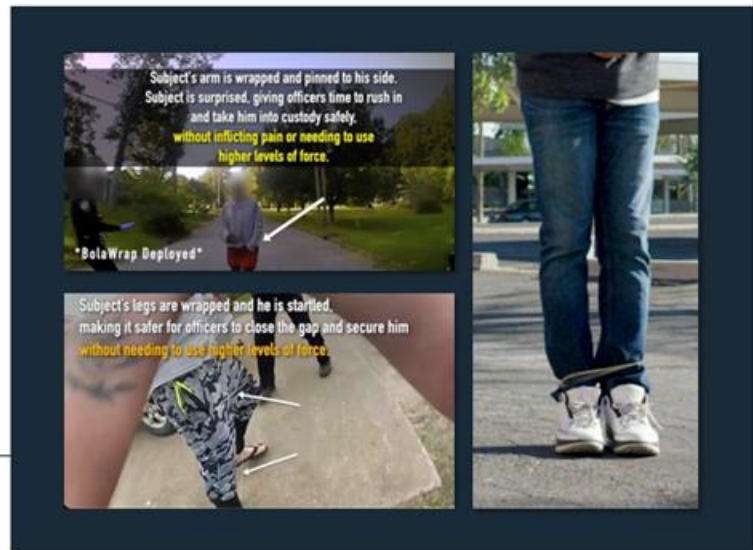 Subject's arm is wrapped and pinned to his side.
Subject is surprised, giving officers time to rush in
and take him into custody safely,
without inflicting pain or needing to use
higher levels of force.
*BolaWrap Deployed*
Subject's legs are wrapped and he is startled,
making it safer for officers to close the gap and secure him
without needing to use higher levels of force.